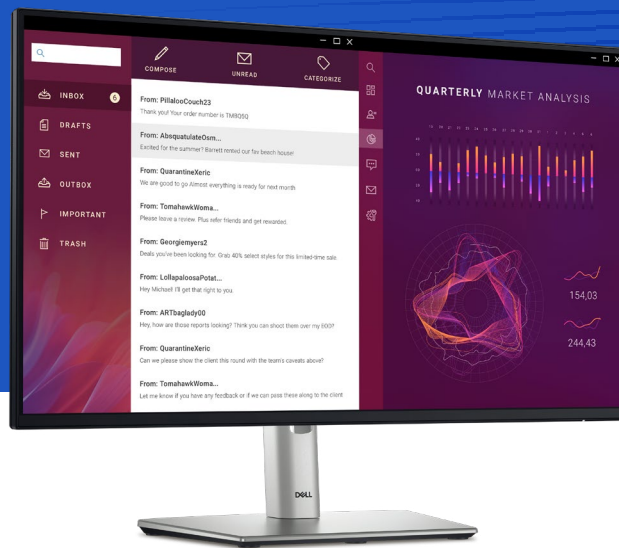 COMPOSE
UNREAD
CATEGORIZE
INBOX 6
DRAFTS
SENT
OUTBOX
IMPORTANT
TRASH
From: PillalooCouch23
Thank you! Your order number is TM8Q5Q
From: AbsquatulateOsm...
Excited for the summer? Barrett rented our fav beach house!
From: QuarantineXeric
We are good to go Almost everything is ready for next month
From: TomahawkWoma...
Please leave a review. Plus refer friends and get rewarded.
From: Georgiemyers2
Deals you've been looking for. Grab 40% select styles for this limited-time sale.
From: LollapaloosaPotat...
Hey Michael! I'll get that right to you.
From: ARTbaglady00
Hey, how are those reports looking? Think you can shoot them over my
From: QuarantineXeric
Can we please show the client this round with the team's caveats above?
From: TomahawkWoma...
Let me know if you have any feedback or if we can pass these along to the client
QUARTERLY MARKET ANALYSIS
154,03
244,43
DELL